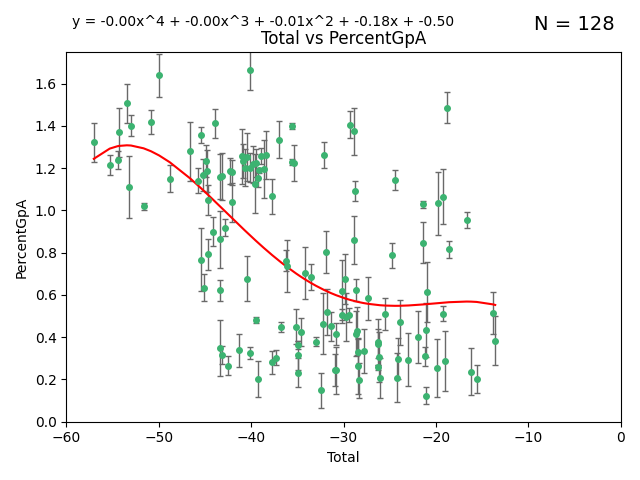 y = -0.00x^4 + -0.00x^3 + -0.01x^2 + -0.18x + -0.50
N = 128
Total vs PercentGpA
PercentGpA
1.6
1.4
1.2
1.0
0.8
0.6
0.4
0.2
0.0
−60 −50 −40 −30 −20 −10 0
Total